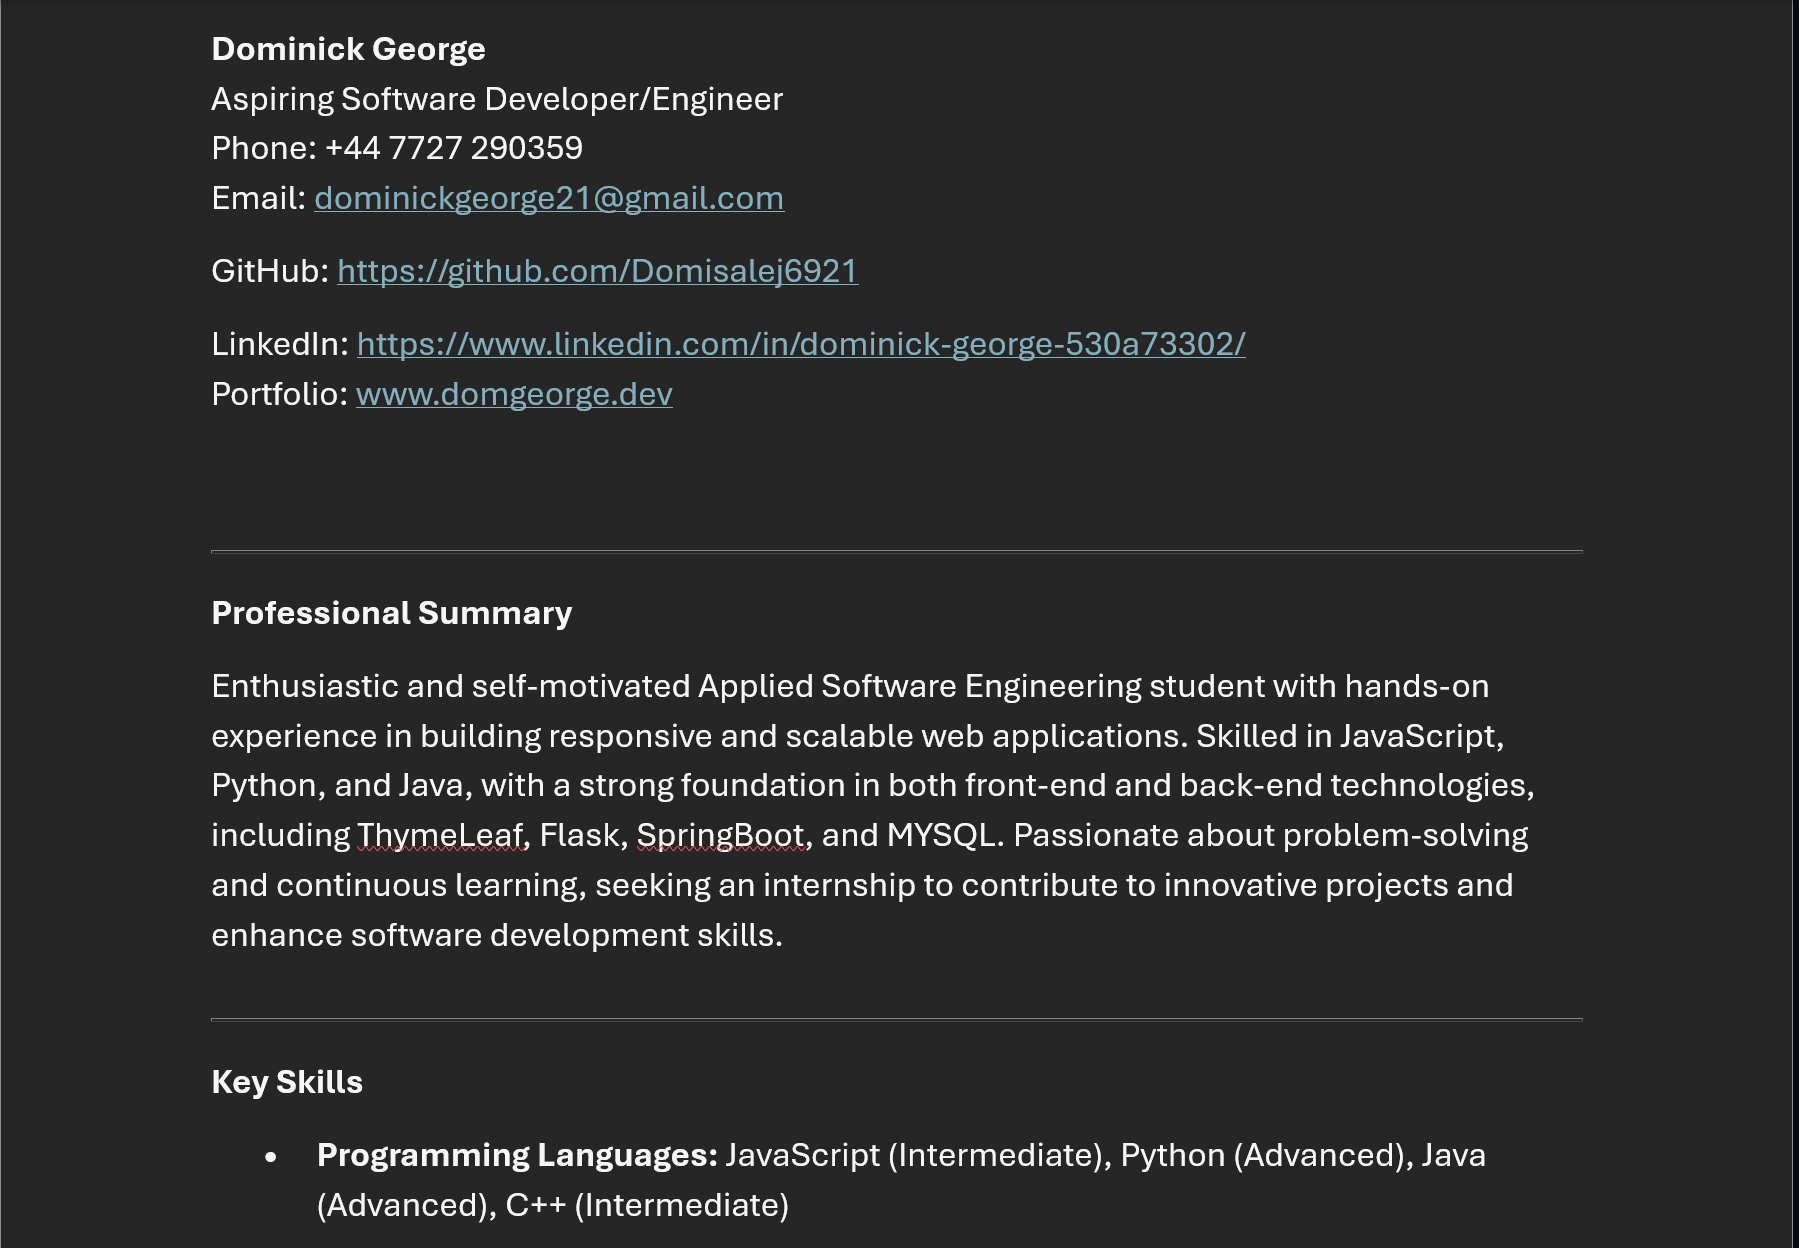 Dominick George
Aspiring Software Developer/Engineer
Phone: +44 7727 290359
Email: dominickgeorge21@gmail.com
GitHub: https://github.com/Domisalej6921
LinkedIn: https://www.linkedin.com/in/dominick-george-530a73302/
Portfolio: www.domgeorge.dev
Professional Summary
Enthusiastic and self-motivated Applied Software Engineering student with hands-on
experience in building responsive and scalable web applications. Skilled in JavaScript,
Python, and Java, with a strong foundation in both front-end and back-end technologies,
including ThymeLeaf, Flask, SpringBoot, and MYSQL. Passionate about problem-solving
and continuous learning, seeking an internship to contribute to innovative projects and
enhance software development skills.
Key Skills
• Programming Languages: JavaScript (Intermediate), Python (Advanced), Java
(Advanced), C++ (Intermediate)